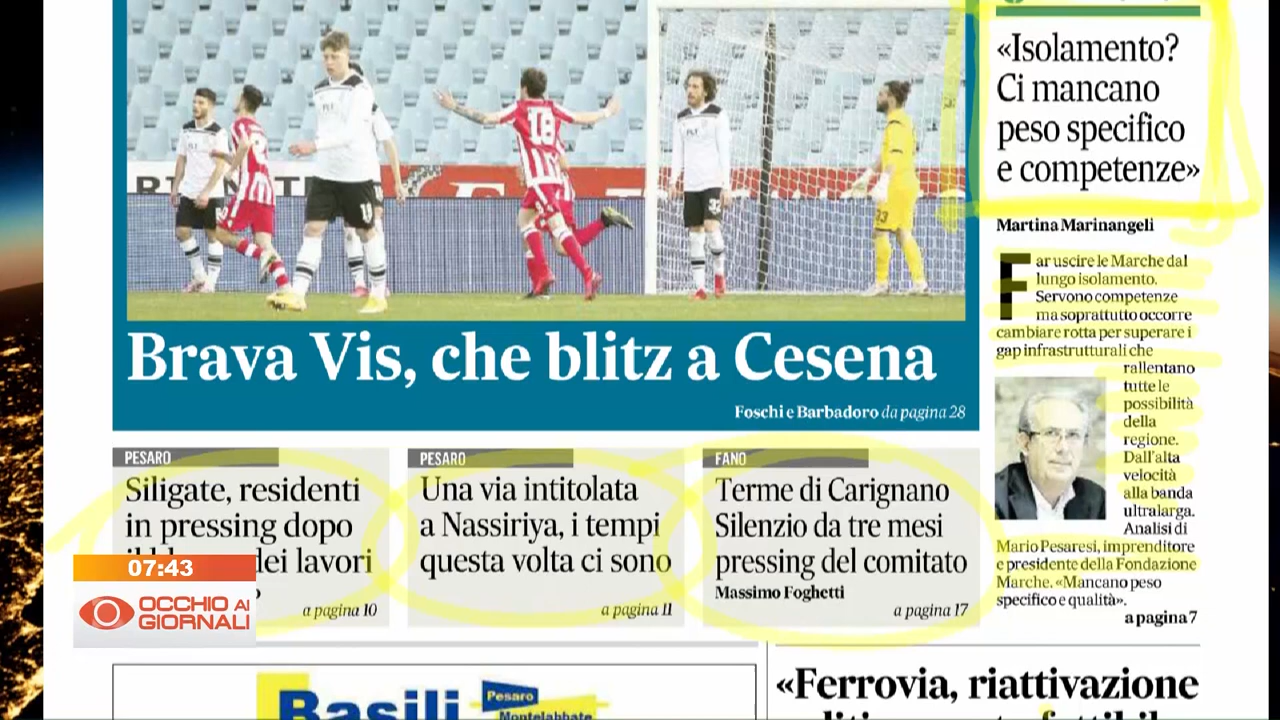 «Isolamento?
Ci mancano
peso specifico
e competenze»
Martina Marinangeli
Far uscire le Marche dal
lungo isolamento.
Servono competenze
ma soprattutto occorre
cambiare rotta per superare i
gap infrastrutturali che
rallentano
tutte le
possibilità
della
regione.
Dall'alta
velocità
alla banda
ultralarga.
Analisi di
Mario Pesaresi, imprenditore
e presidente della Fondazione
Marche. «Mancano peso
specifico e qualità».
a pagina 7
18
11
33
Brava Vis, che blitz a Cesena
Foschi e Barbadoro da pagina 28
PESARO
Siligate, residenti
in pressing dopo
dei lavori
a pagina 10
PESARO
Una via intitolata
a Nassiriya, i tempi
questa volta ci sono
a pagina 11
FANO
Terme di Carignano
Silenzio da tre mesi
pressing del comitato
Massimo Foghetti
a pagina 17
07:43
OCCHIO AI
GIORNALI
Basili
Pesaro
Montelabbate
«Ferrovia, riattivazione